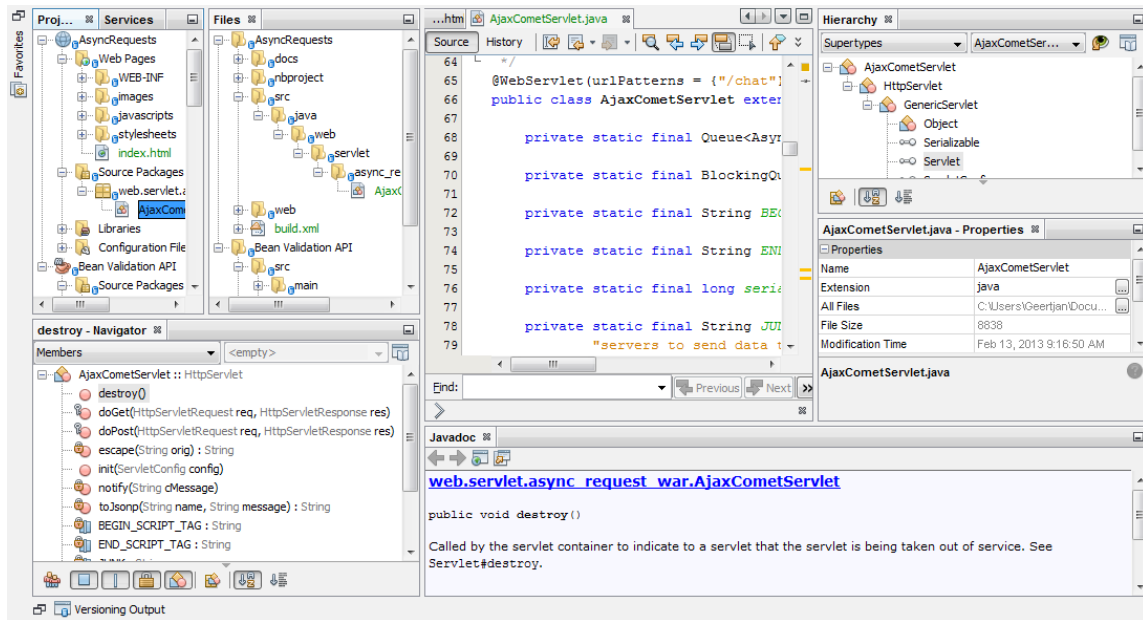 Favorites
Proj...
Services
AsyncRequests
Web Pages
WEB-INF
images
javascripts
stylesheets
index.html
Source Packages
web.servlet.a
AjaxCom
Libraries
Configuration File
Bean Validation API
Source Packages
Files
AsyncRequests
docs
nbproject
src
java
web
servlet
async_re
AjaxC
web
build.xml
Bean Validation API
src
main
destroy - Navigator
Members
<empty>
AjaxCometServlet :: HttpServlet
destroy()
doGet(HttpServletRequest req, HttpServletResponse res)
doPost(HttpServletRequest req, HttpServletResponse res)
escape(String orig) : String
init(ServletConfig config)
notify(String cMessage)
toJsonp(String name, String message) : String
BEGIN_SCRIPT_TAG : String
END_SCRIPT_TAG : String
...htm
AjaxCometServlet.java
Source
History
64 */
65 @WebServlet(urlPatterns = {"/chat"}
66 public class AjaxCometServlet exter
67
68 private static final Queue<Asyn
69
70 private static final BlockingQu
71
72 private static final String BEG
73
74 private static final String END
75
76 private static final long seria
77
78 private static final String JUN
79 "servers to send data t
Find:
Previous
Next
Javadoc
web.servlet.async_request_war.AjaxCometServlet
public void destroy()
Called by the servlet container to indicate to a servlet that the servlet is being taken out of service. See
Servlet#destroy.
Hierarchy
Supertypes
AjaxCometSer...
AjaxCometServlet
HttpServlet
GenericServlet
Object
Serializable
Servlet
AjaxCometServlet.java - Properties
Properties
Name AjaxCometServlet
Extension java ...
All Files C:\Users\Geertjan\Docu... ...
File Size 8838
Modification Time Feb 13, 2013 9:16:50 AM
AjaxCometServlet.java
Versioning Output